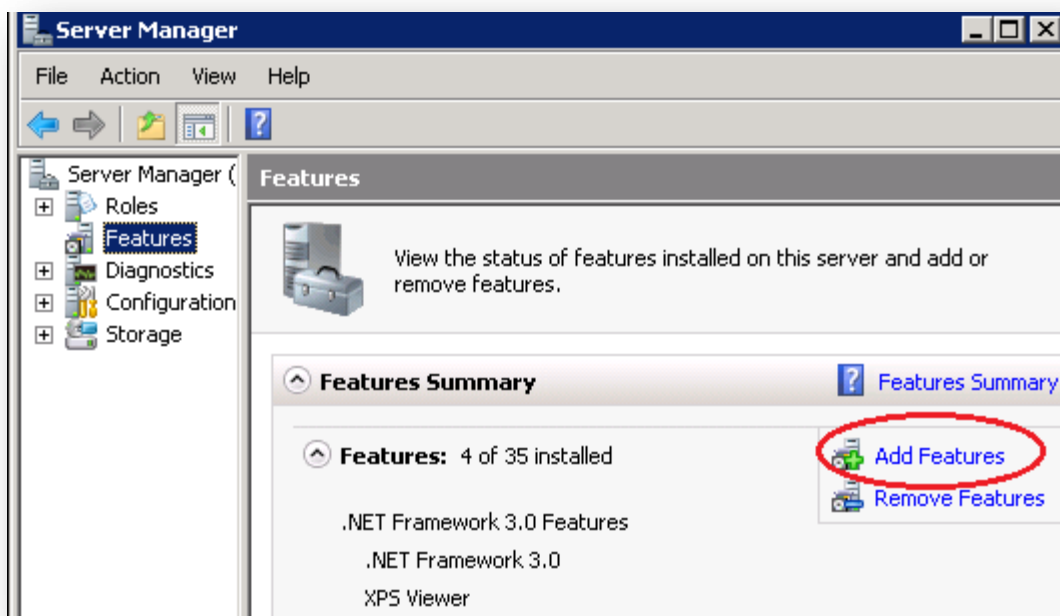 Server Manager
File Action View Help
Server Manager (
Roles
Features
Diagnostics
Configuration
Storage
Features
View the status of features installed on this server and add or
remove features.
Features Summary
Features Summary
Features: 4 of 35 installed
Add Features
Remove Features
.NET Framework 3.0 Features
.NET Framework 3.0
XPS Viewer